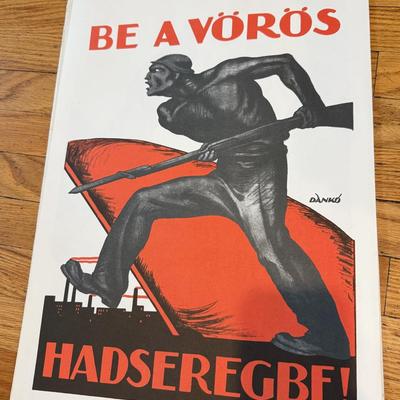 BE A VÖRÖS
DANKÓ
HADSEREGBE!